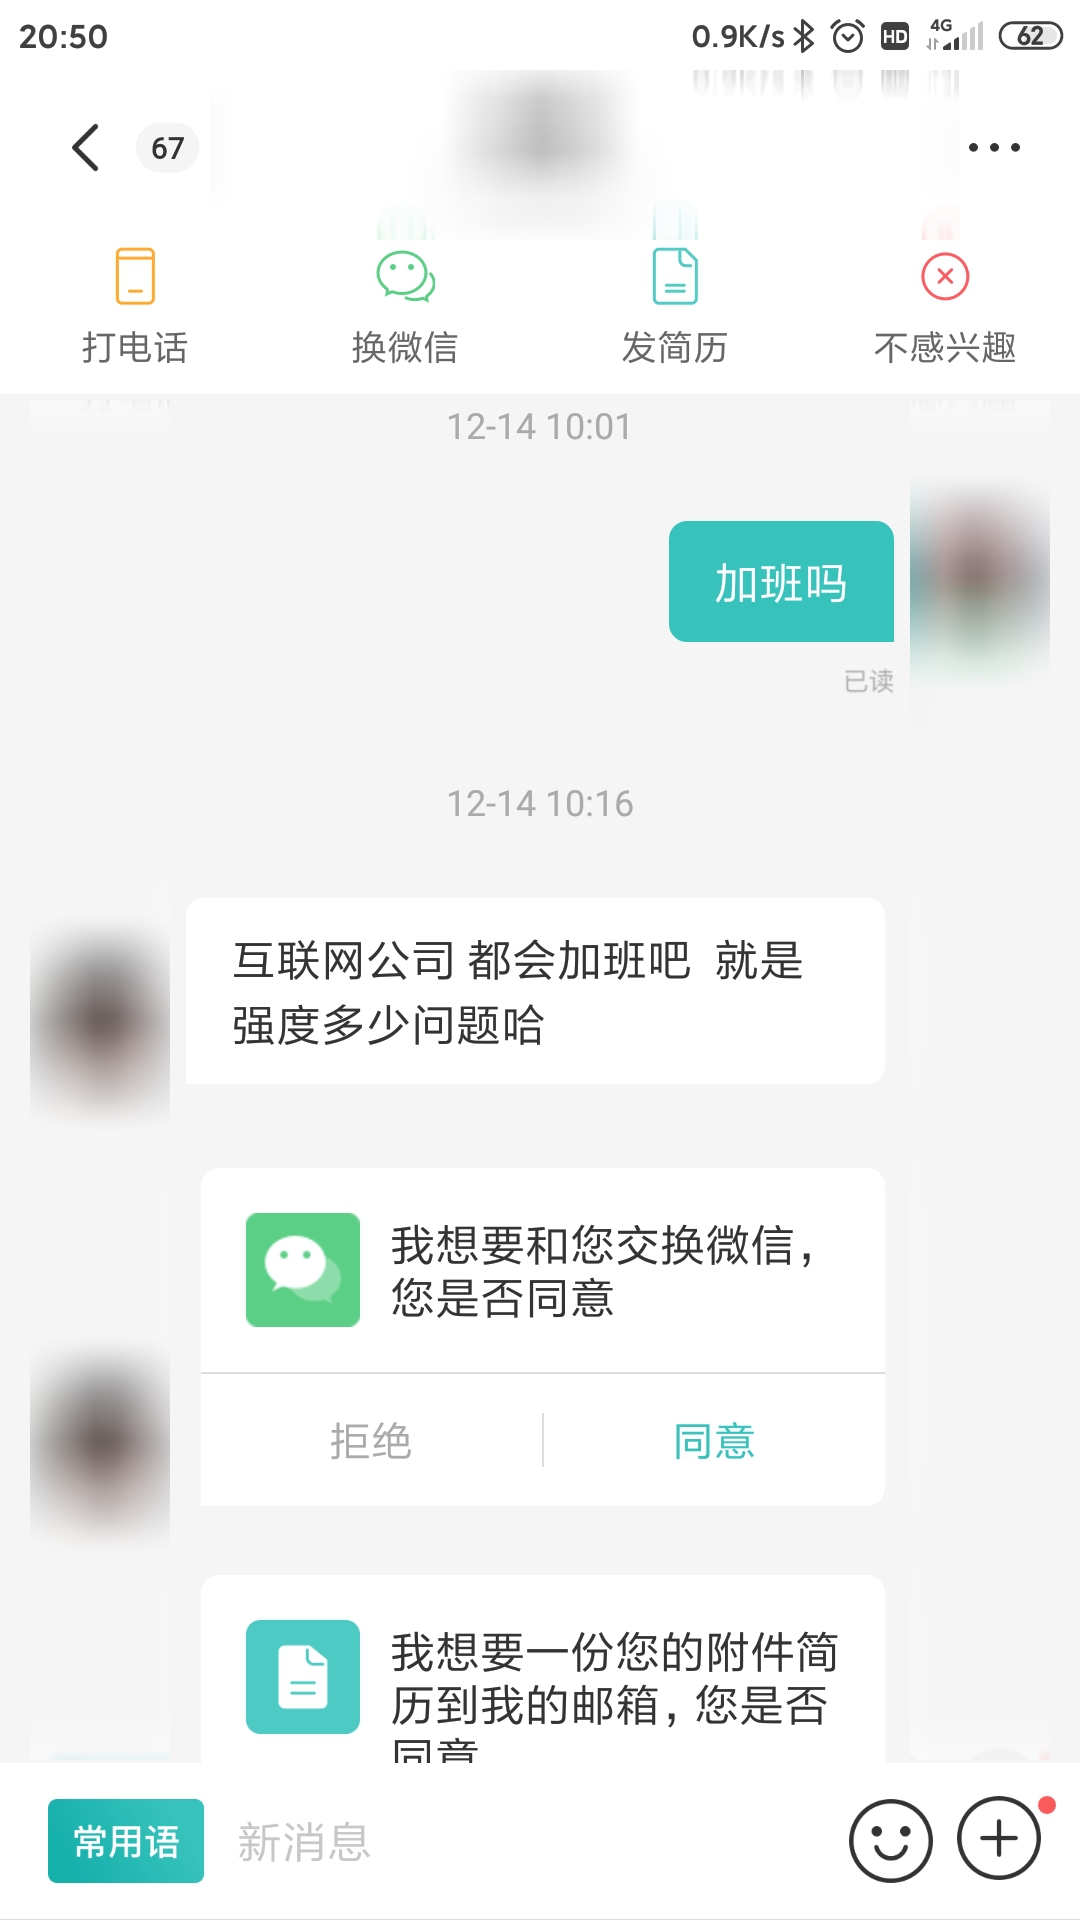 20:50
0.9K/s HD 4G 62
67
打电话
换微信
发简历
不感兴趣
12-14 10:01
加班吗
已读
12-14 10:16
互联网公司 都会加班吧  就是
强度多少问题哈
我想要和您交换微信，
您是否同意
拒绝
同意
我想要一份您的附件简
历到我的邮箱，您是否
同意
常用语
新消息